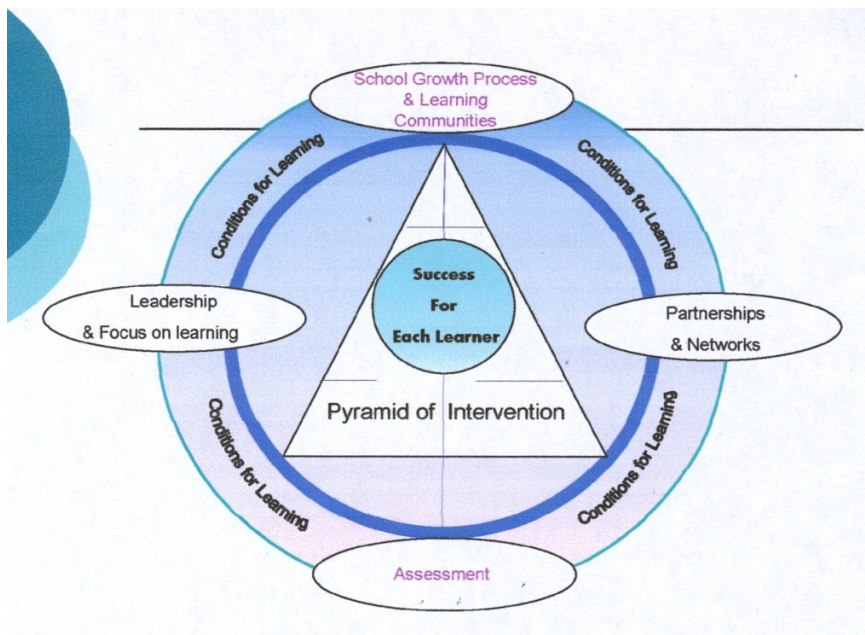 School Growth Process
& Learning
Communities
Conditions for Learning
Conditions for Learning
Success
For
Each Learner
Leadership
& Focus on learning
Partnerships
& Networks
Pyramid of Intervention
Conditions for Learning
Conditions for Learning
Assessment